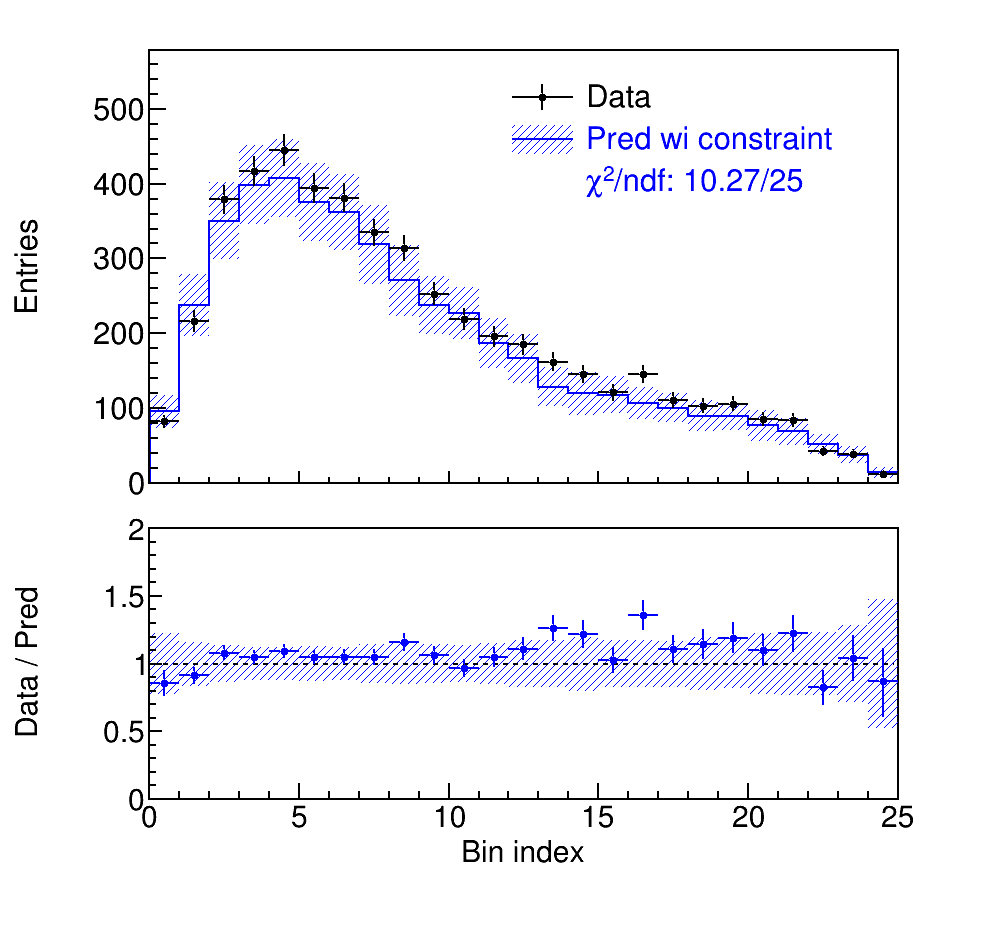 Entries
500
400
300
200
100
0
Data
Pred wi constraint
χ²/ndf: 10.27/25
Data / Pred
2
1.5
1
0.5
0
0 5 10 15 20 25
Bin index